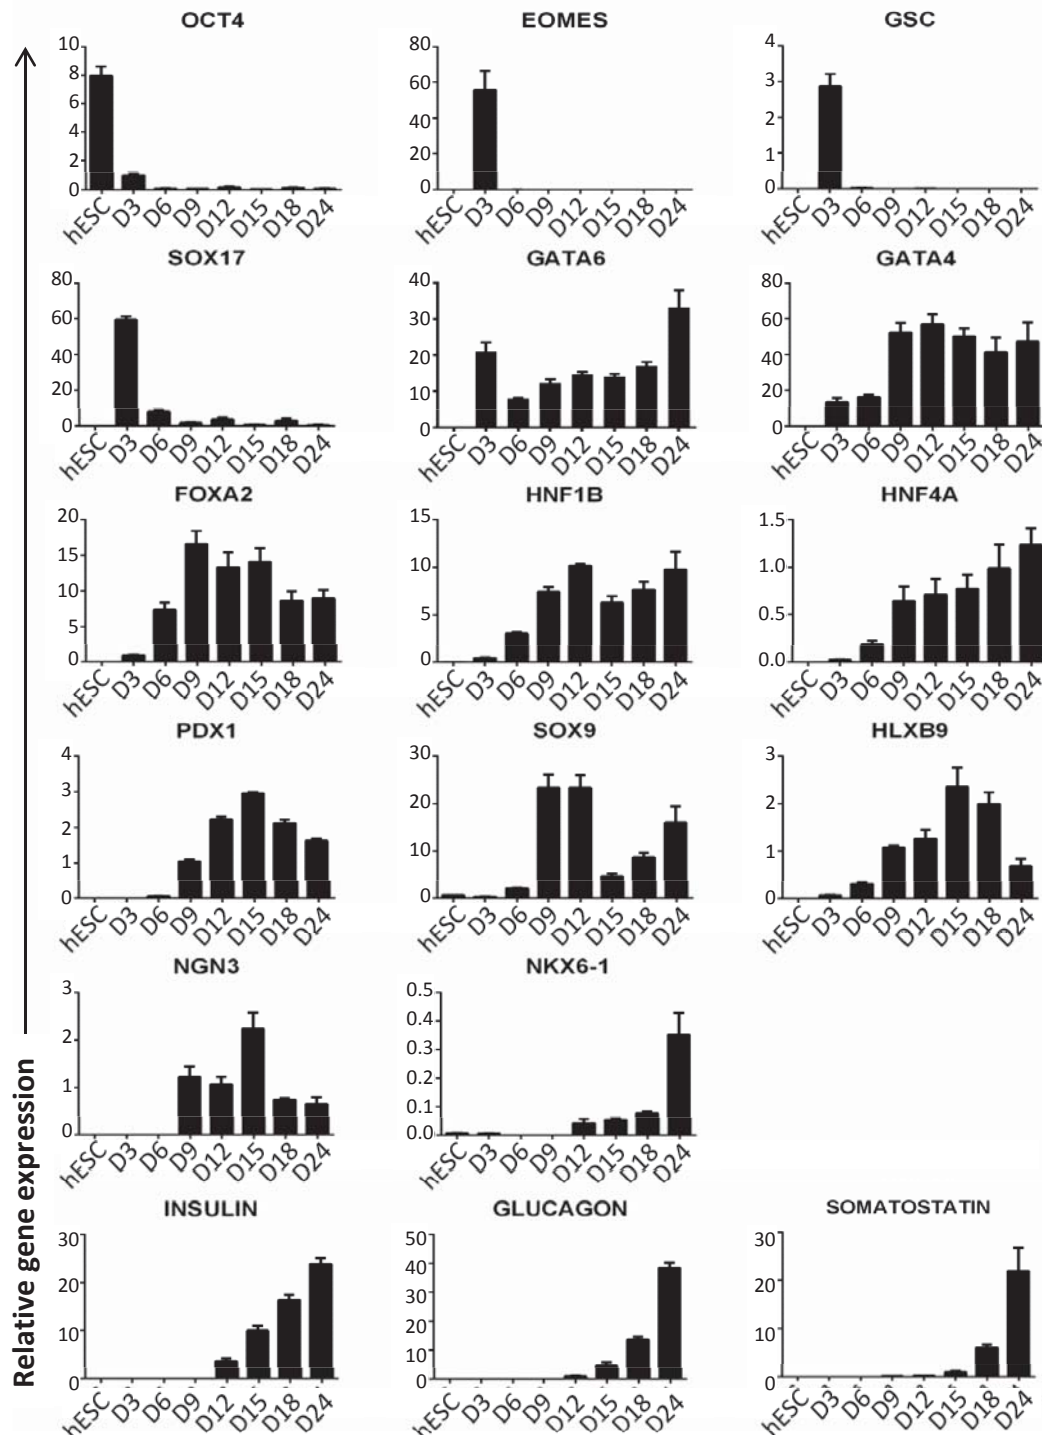 Relative gene expression
OCT4
10
8
6
4
2
0
hESC D3 D6 D9 D12 D15 D18 D24
EOMES
80
60
40
20
0
hESC D3 D6 D9 D12 D15 D18 D24
GSC
4
3
2
1
0
hESC D3 D6 D9 D12 D15 D18 D24
SOX17
80
60
40
20
0
hESC D3 D6 D9 D12 D15 D18 D24
GATA6
40
30
20
10
0
hESC D3 D6 D9 D12 D15 D18 D24
GATA4
80
60
40
20
0
hESC D3 D6 D9 D12 D15 D18 D24
FOXA2
20
15
10
5
0
hESC D3 D6 D9 D12 D15 D18 D24
HNF1B
15
10
5
0
hESC D3 D6 D9 D12 D15 D18 D24
HNF4A
1.5
1.0
0.5
0.0
hESC D3 D6 D9 D12 D15 D18 D24
PDX1
4
3
2
1
0
hESC D3 D6 D9 D12 D15 D18 D24
SOX9
30
20
10
0
hESC D3 D6 D9 D12 D15 D18 D24
HLXB9
3
2
1
0
hESC D3 D6 D9 D12 D15 D18 D24
NGN3
3
2
1
0
hESC D3 D6 D9 D12 D15 D18 D24
NKX6-1
0.5
0.4
0.3
0.2
0.1
0.0
hESC D3 D6 D9 D12 D15 D18 D24
INSULIN
30
20
10
0
hESC D3 D6 D9 D12 D15 D18 D24
GLUCAGON
50
40
30
20
10
0
hESC D3 D6 D9 D12 D15 D18 D24
SOMATOSTATIN
30
20
10
0
hESC D3 D6 D9 D12 D15 D18 D24